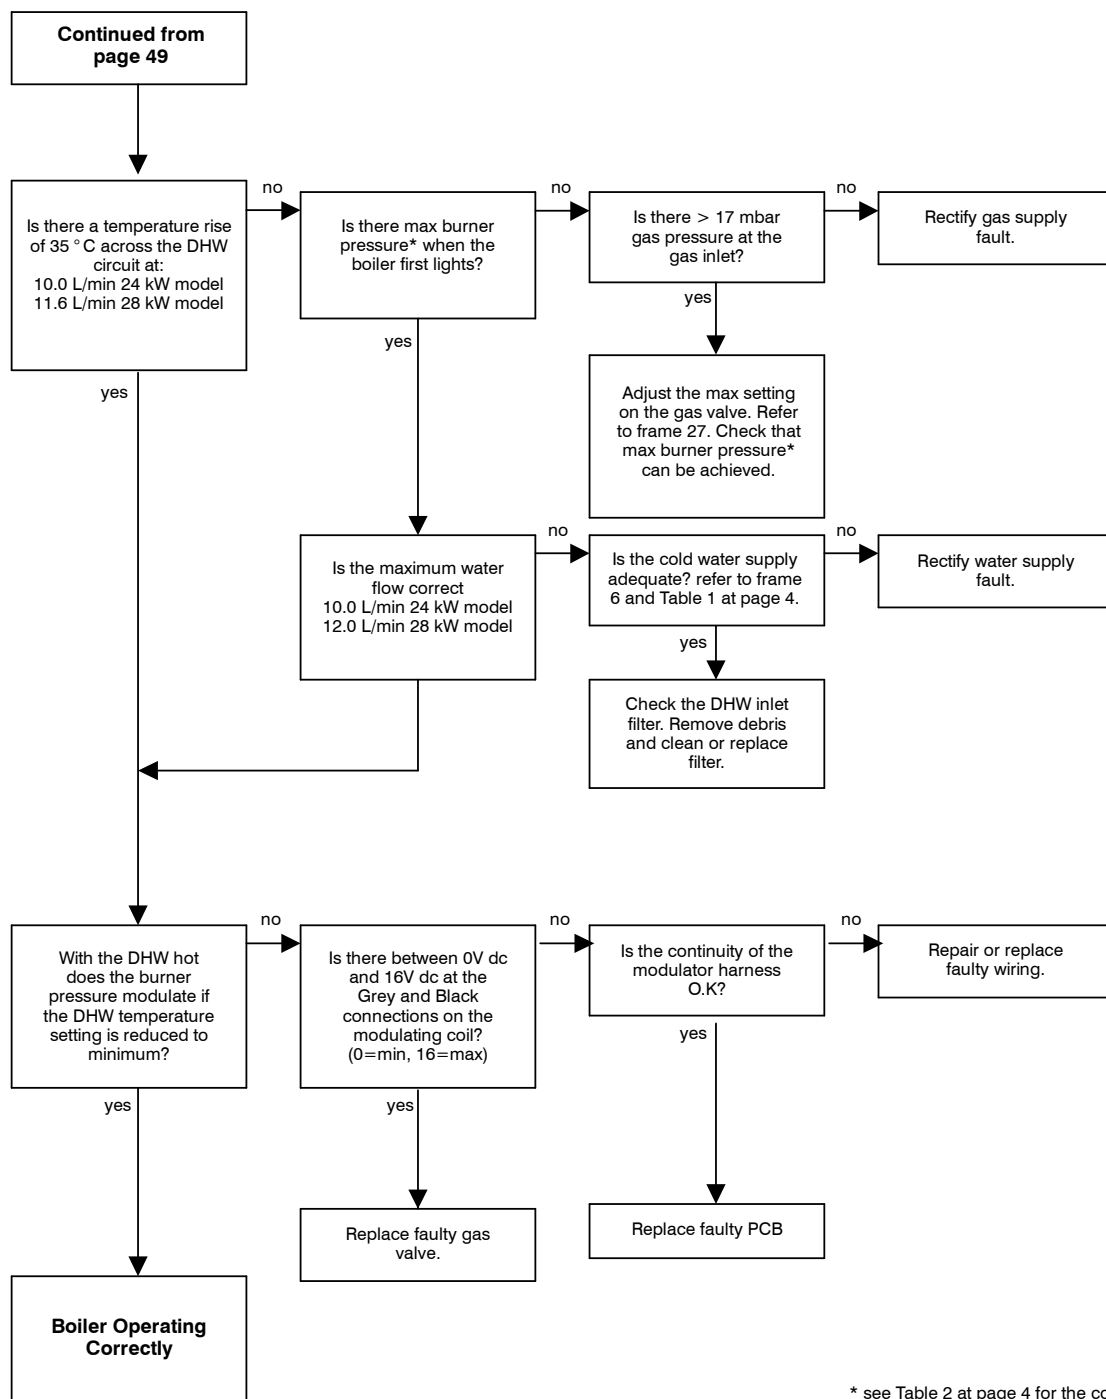 Continued from
page 49
no
no
no
Is there a temperature rise
of 35 °C across the DHW
circuit at:
10.0 L/min 24 kW model
11.6 L/min 28 kW model
Is there max burner
pressure* when the
boiler first lights?
Is there > 17 mbar
gas pressure at the
gas inlet?
Rectify gas supply
fault.
yes
yes
yes
Adjust the max setting
on the gas valve. Refer
to frame 27. Check that
max burner pressure*
can be achieved.
no
no
Is the maximum water
flow correct
10.0 L/min 24 kW model
12.0 L/min 28 kW model
Is the cold water supply
adequate? refer to frame
6 and Table 1 at page 4.
Rectify water supply
fault.
yes
Check the DHW inlet
filter. Remove debris
and clean or replace
filter.
no
no
no
With the DHW hot
does the burner
pressure modulate if
the DHW temperature
setting is reduced to
minimum?
Is there between 0V dc
and 16V dc at the
Grey and Black
connections on the
modulating coil?
(0=min, 16=max)
Is the continuity of the
modulator harness
O.K?
Repair or replace
faulty wiring.
yes
yes
yes
Replace faulty gas
valve.
Replace faulty PCB
Boiler Operating
Correctly
* see Table 2 at page 4 for the